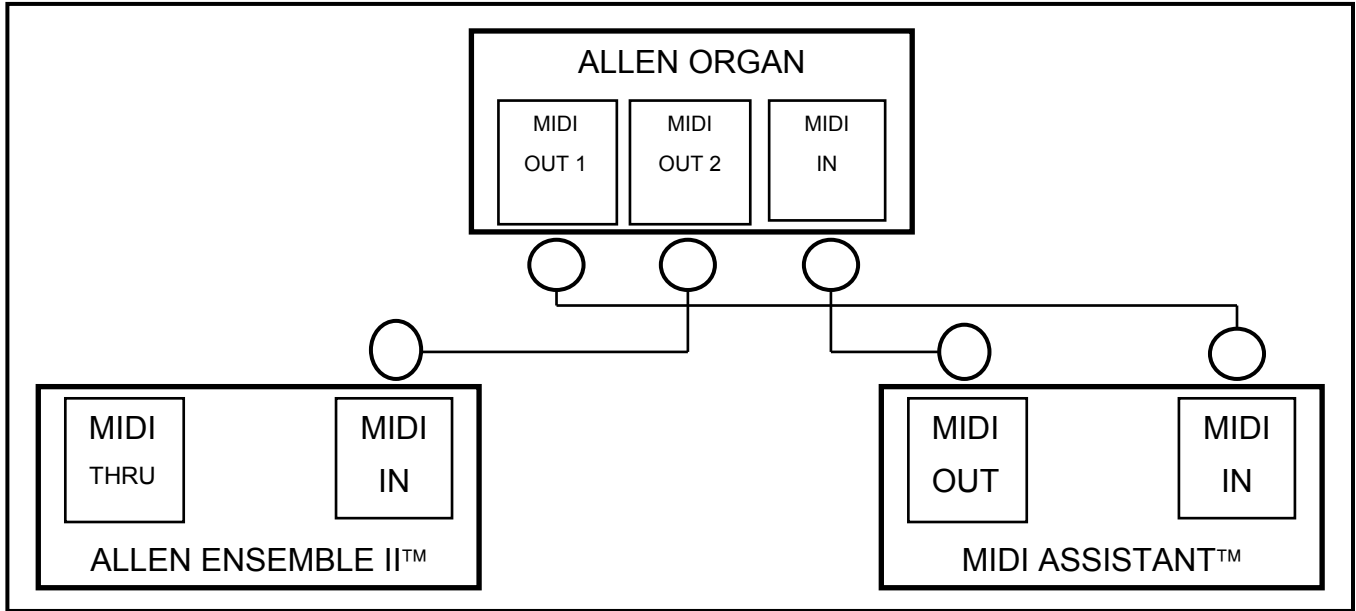 ALLEN ORGAN
MIDI
OUT 1
MIDI
OUT 2
MIDI
IN
MIDI
THRU
MIDI
IN
ALLEN ENSEMBLE II™
MIDI
OUT
MIDI
IN
MIDI ASSISTANT™